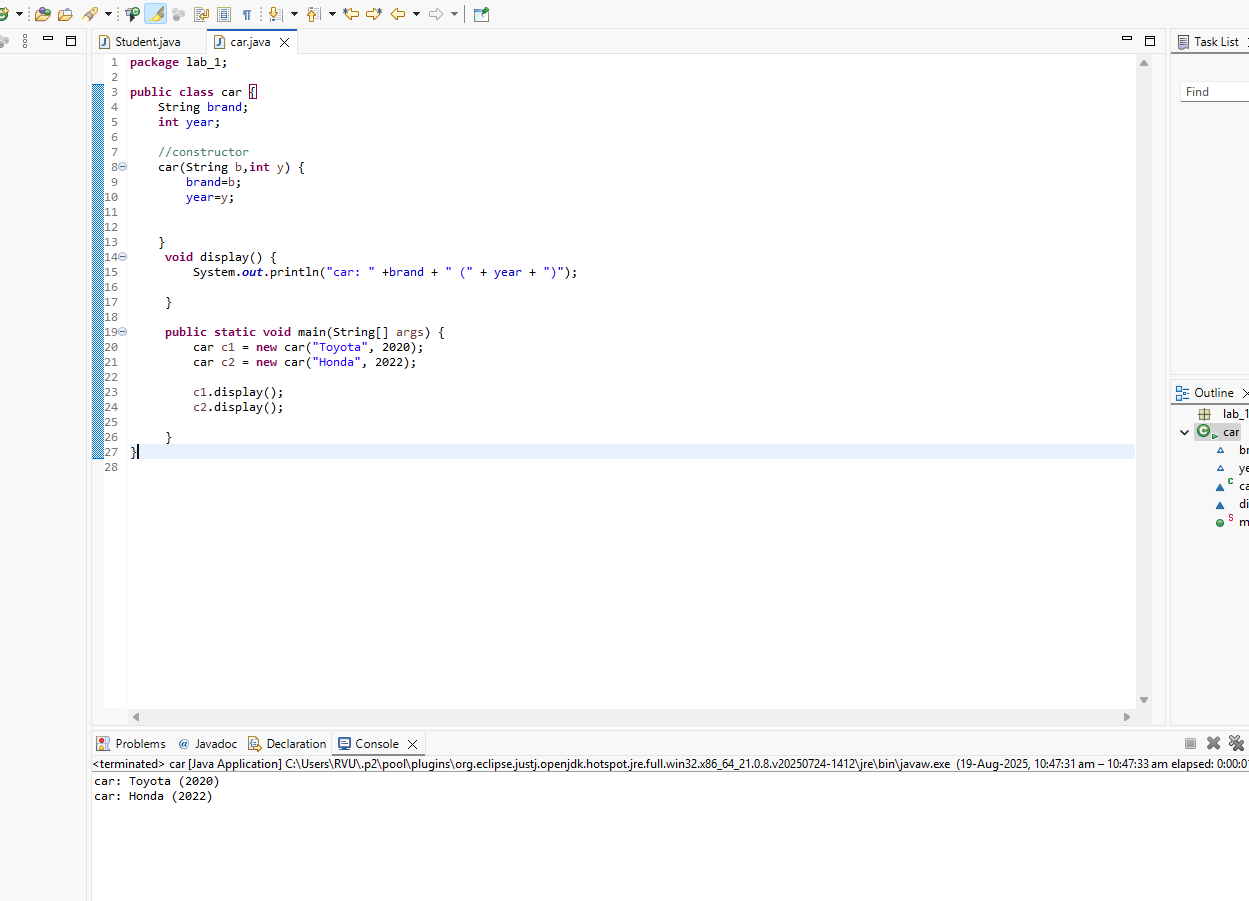 Student.java car.java Task List
Find
1 package lab_1;
2
3 public class car {
4 String brand;
5 int year;
6
7 //constructor
8 car(String b,int y) {
9 brand=b;
10 year=y;
11
12
13 }
14 void display() {
15 System.out.println("car: " +brand + " (" + year + ")");
16
17 }
18
19 public static void main(String[] args) {
20 car c1 = new car("Toyota", 2020);
21 car c2 = new car("Honda", 2022);
22
23 c1.display();
24 c2.display();
25
26 }
27 }
28
Outline
lab_1
car
br
ye
ca
di
m
Problems @ Javadoc Declaration Console
<terminated> car [Java Application] C:\Users\RVU\.p2\pool\plugins\org.eclipse.justj.openjdk.hotspot.jre.full.win32.x86_64_21.0.8.v20250724-1412\jre\bin\javaw.exe (19-Aug-2025, 10:47:31 am – 10:47:33 am elapsed: 0:00:01
car: Toyota (2020)
car: Honda (2022)